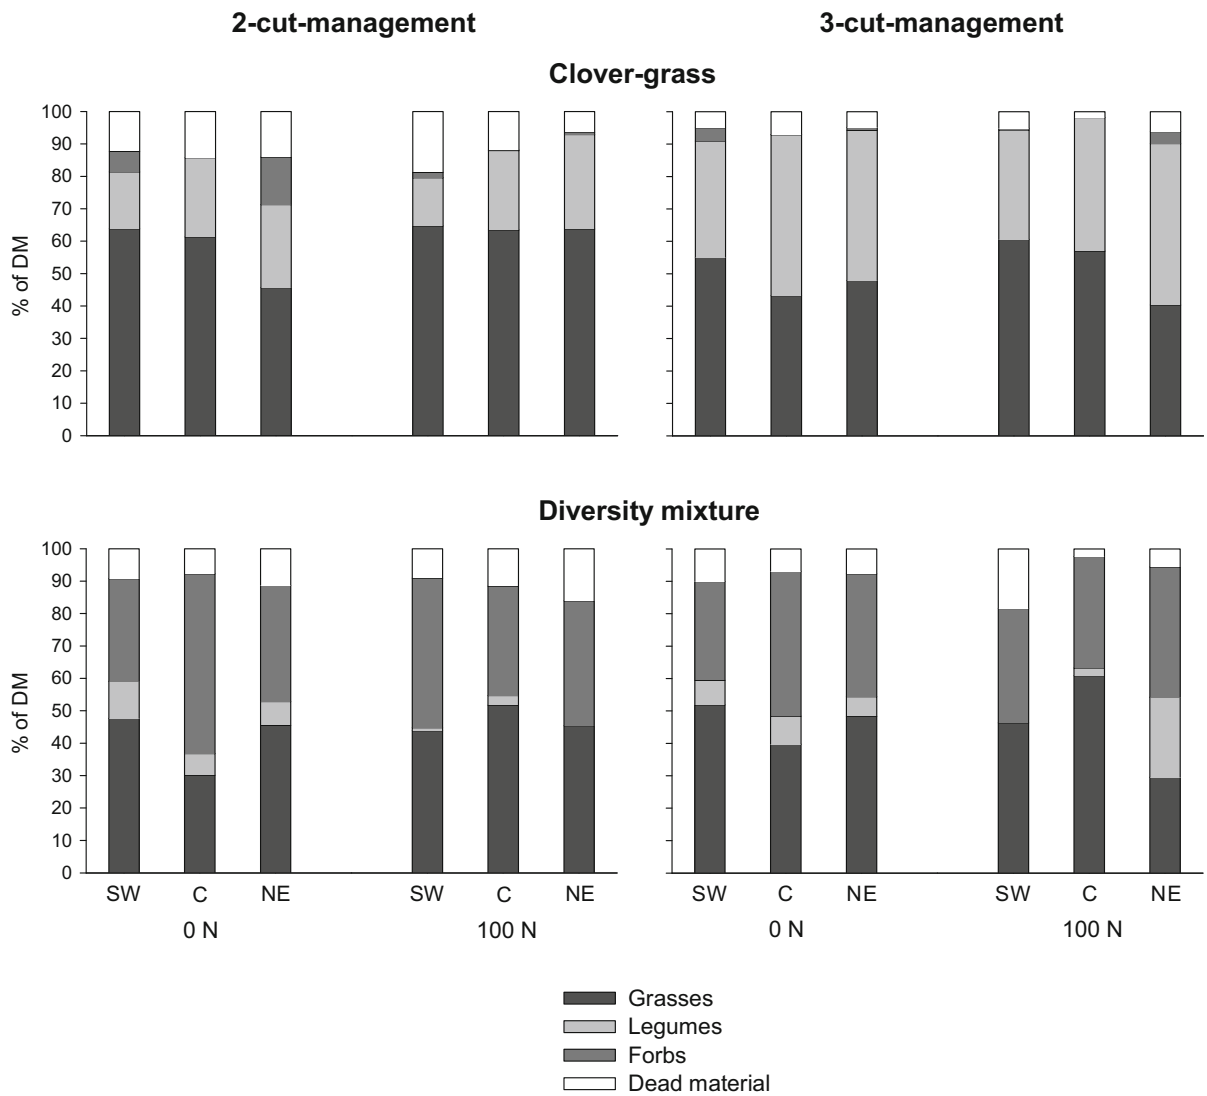 2-cut-management 3-cut-management
Clover-grass
100
90
80
70
60
50
40
30
20
10
0
% of DM
Diversity mixture
100
90
80
70
60
50
40
30
20
10
0
% of DM
SW C NE SW C NE SW C NE SW C NE
0 N 100 N 0 N 100 N
Grasses
Legumes
Forbs
Dead material